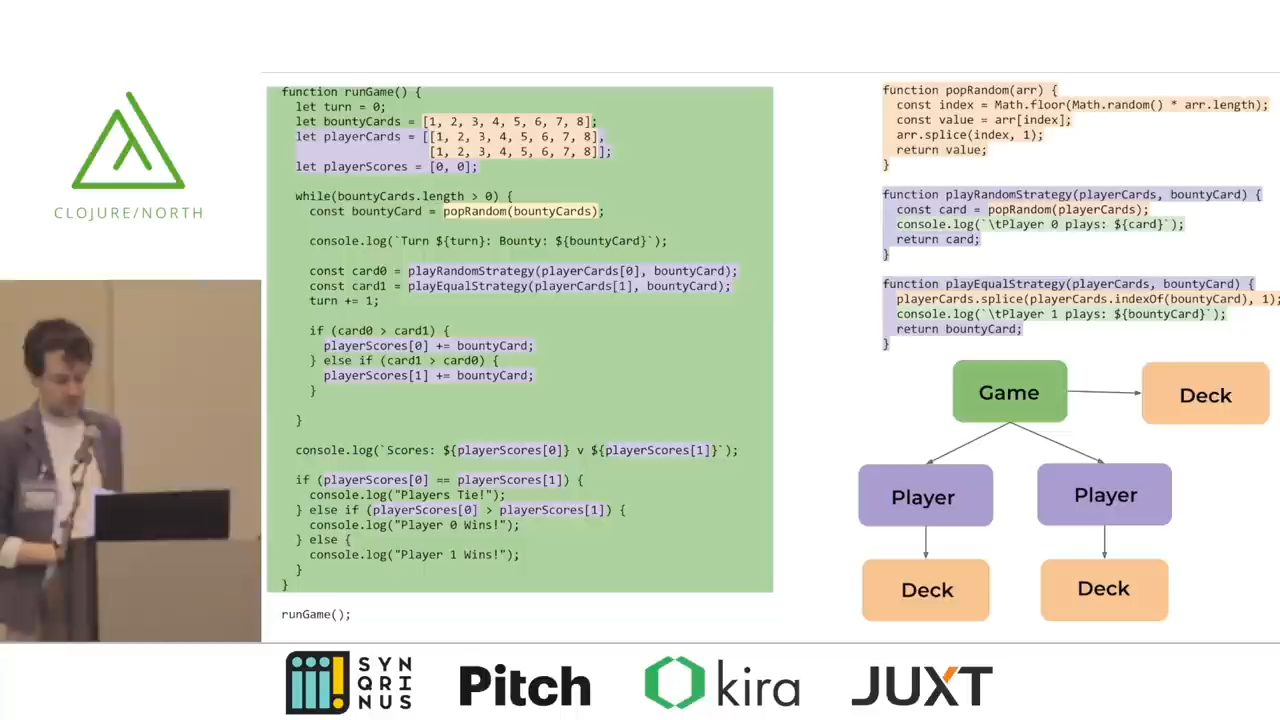 CLOJURE/NORTH
function runGame() {
let turn = 0;
let bountyCards = [1, 2, 3, 4, 5, 6, 7, 8];
let playerCards = [[1, 2, 3, 4, 5, 6, 7, 8],
[1, 2, 3, 4, 5, 6, 7, 8]];
let playerScores = [0, 0];
while(bountyCards.length > 0) {
const bountyCard = popRandom(bountyCards);
console.log(`Turn ${turn}: Bounty: ${bountyCard}`);
const card0 = playRandomStrategy(playerCards[0], bountyCard);
const card1 = playEqualStrategy(playerCards[1], bountyCard);
turn += 1;
if (card0 > card1) {
playerScores[0] += bountyCard;
} else if (card1 > card0) {
playerScores[1] += bountyCard;
}
}
console.log(`Scores: ${playerScores[0]} v ${playerScores[1]}`);
if (playerScores[0] == playerScores[1]) {
console.log("Players Tie!");
} else if (playerScores[0] > playerScores[1]) {
console.log("Player 0 Wins!");
} else {
console.log("Player 1 Wins!");
}
}
runGame();
function popRandom(arr) {
const index = Math.floor(Math.random() * arr.length);
const value = arr[index];
arr.splice(index, 1);
return value;
}
function playRandomStrategy(playerCards, bountyCard) {
const card = popRandom(playerCards);
console.log(`\tPlayer 0 plays: ${card}`);
return card;
}
function playEqualStrategy(playerCards, bountyCard) {
playerCards.splice(playerCards.indexOf(bountyCard), 1);
console.log(`\tPlayer 1 plays: ${bountyCard}`);
return bountyCard;
}
Game
Deck
Player
Player
Deck
Deck
SYN
QRI
NUS
Pitch
kira
JUXT